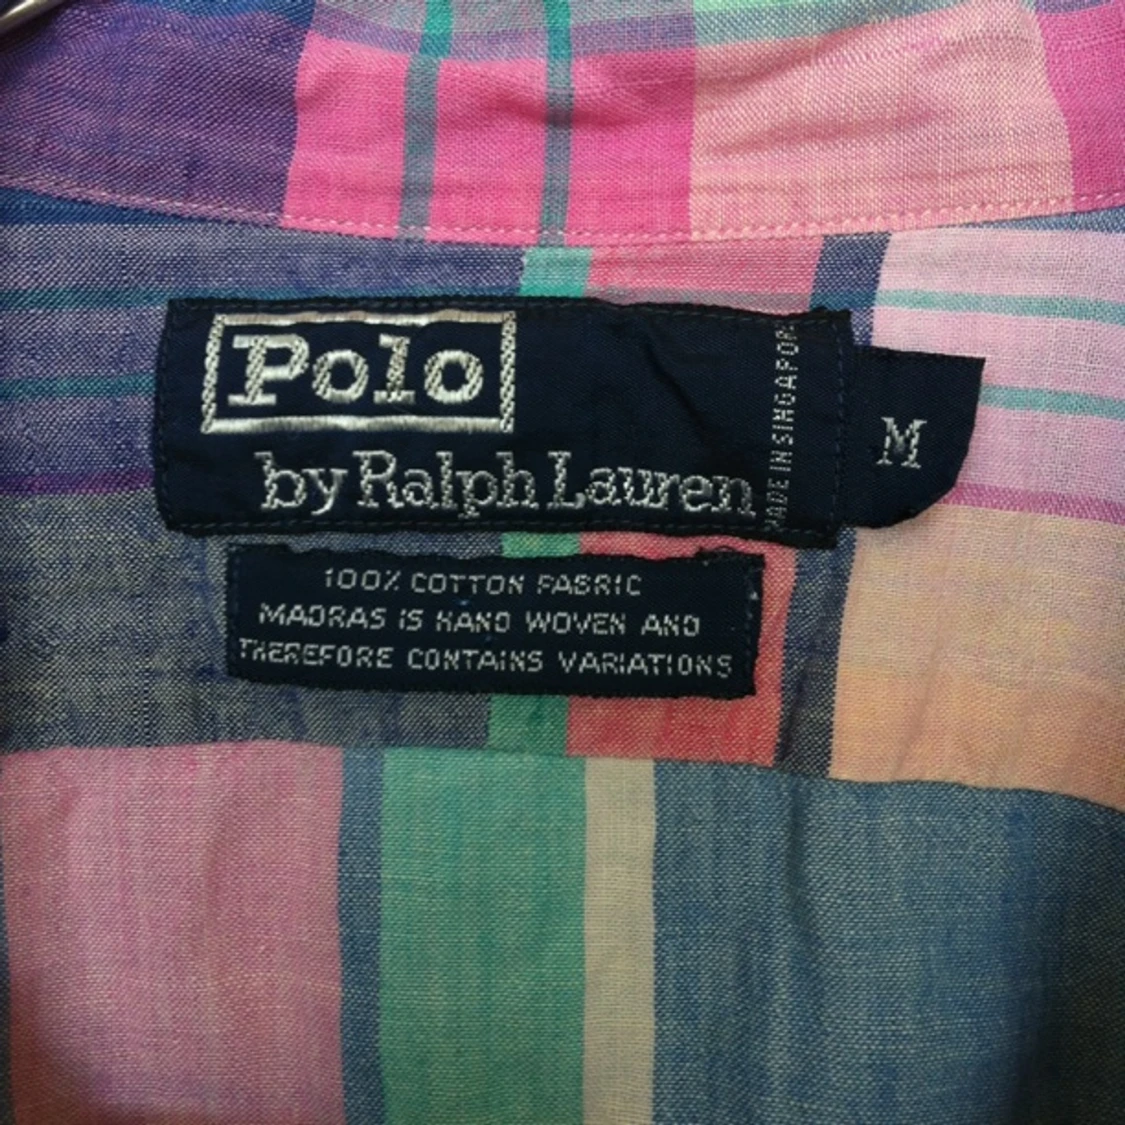 Polo
by Ralph Lauren
MADE IN SINGAPORE
M
100% COTTON FABRIC
MADRAS IS HAND WOVEN AND
THEREFORE CONTAINS VARIATIONS